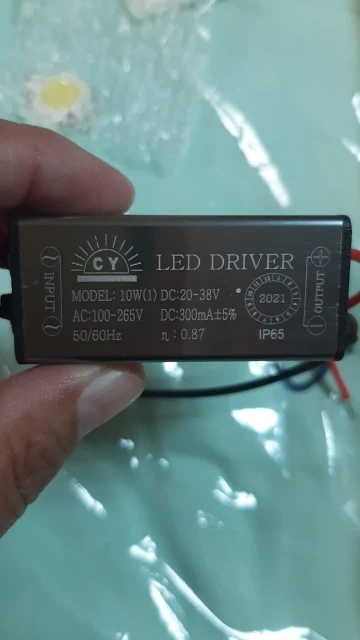 CY LED DRIVER
MODEL: 10W(1) DC:20-38V
AC:100-265V DC:300mA±5%
50/60Hz η : 0.87 IP65
INPUT
2021
OUTPUT